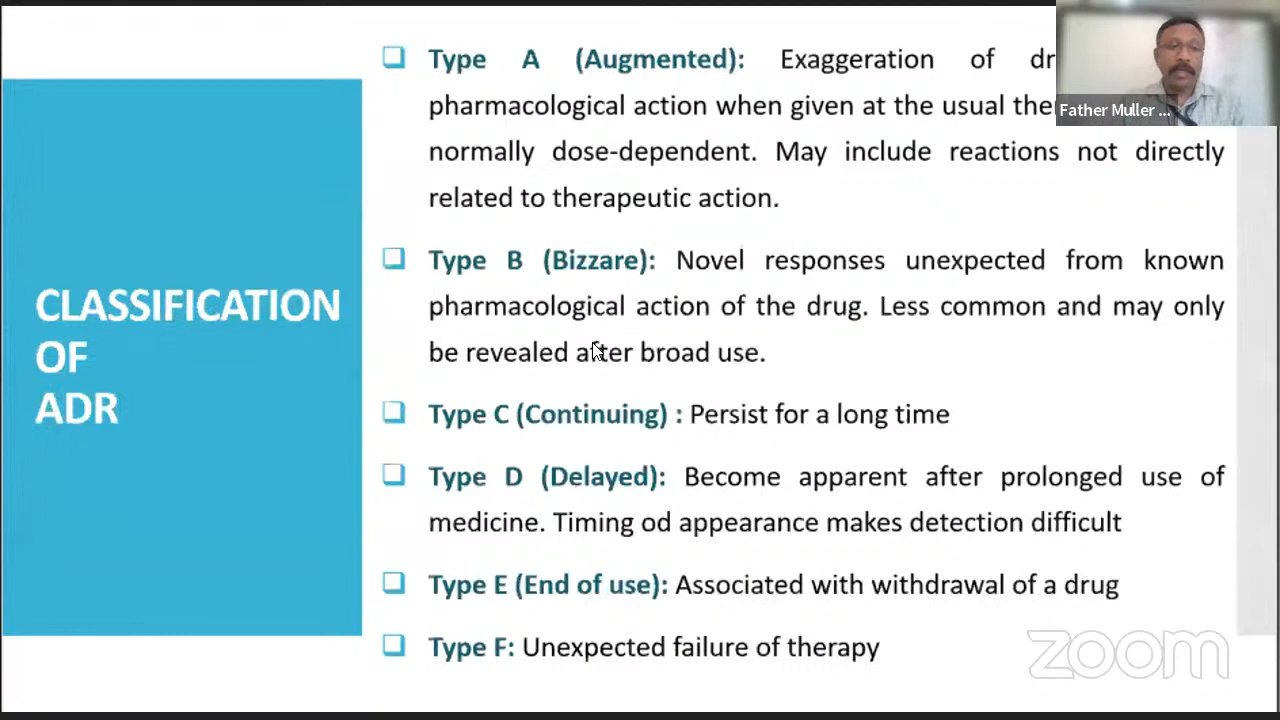 Type A (Augmented): Exaggeration of
pharmacological action when given at the usual
normally dose-dependent. May include reactions not directly
related to therapeutic action.
Type B (Bizzare): Novel responses unexpected from known
pharmacological action of the drug. Less common and may only
be revealed after broad use.
Type C (Continuing) : Persist for a long time
Type D (Delayed): Become apparent after prolonged use of
medicine. Timing od appearance makes detection difficult
Type E (End of use): Associated with withdrawal of a drug
Type F: Unexpected failure of therapy
CLASSIFICATION
OF
ADR
Father Muller ...
zoom